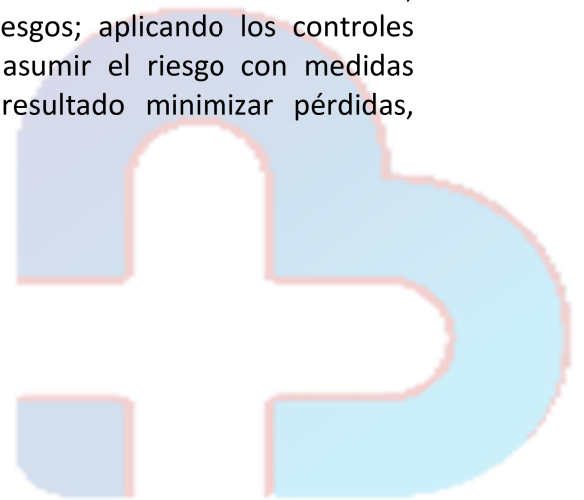 esgos; aplicando los controles
asumir el riesgo con medidas
resultado minimizar pérdidas,